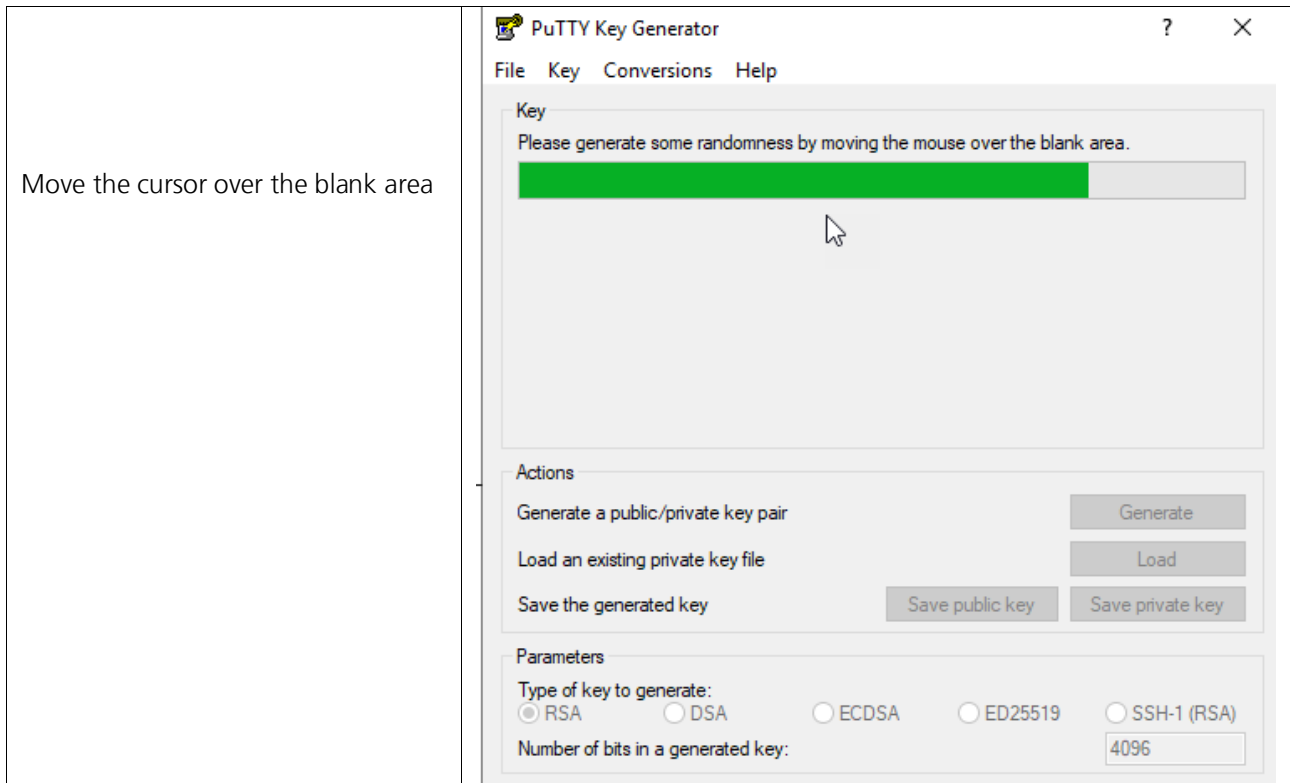 Move the cursor over the blank area
PuTTY Key Generator ? X
File Key Conversions Help
Key
Please generate some randomness by moving the mouse over the blank area.
Actions
Generate a public/private key pair Generate
Load an existing private key file Load
Save the generated key Save public key Save private key
Parameters
Type of key to generate:
RSA DSA ECDSA ED25519 SSH-1 (RSA)
Number of bits in a generated key: 4096